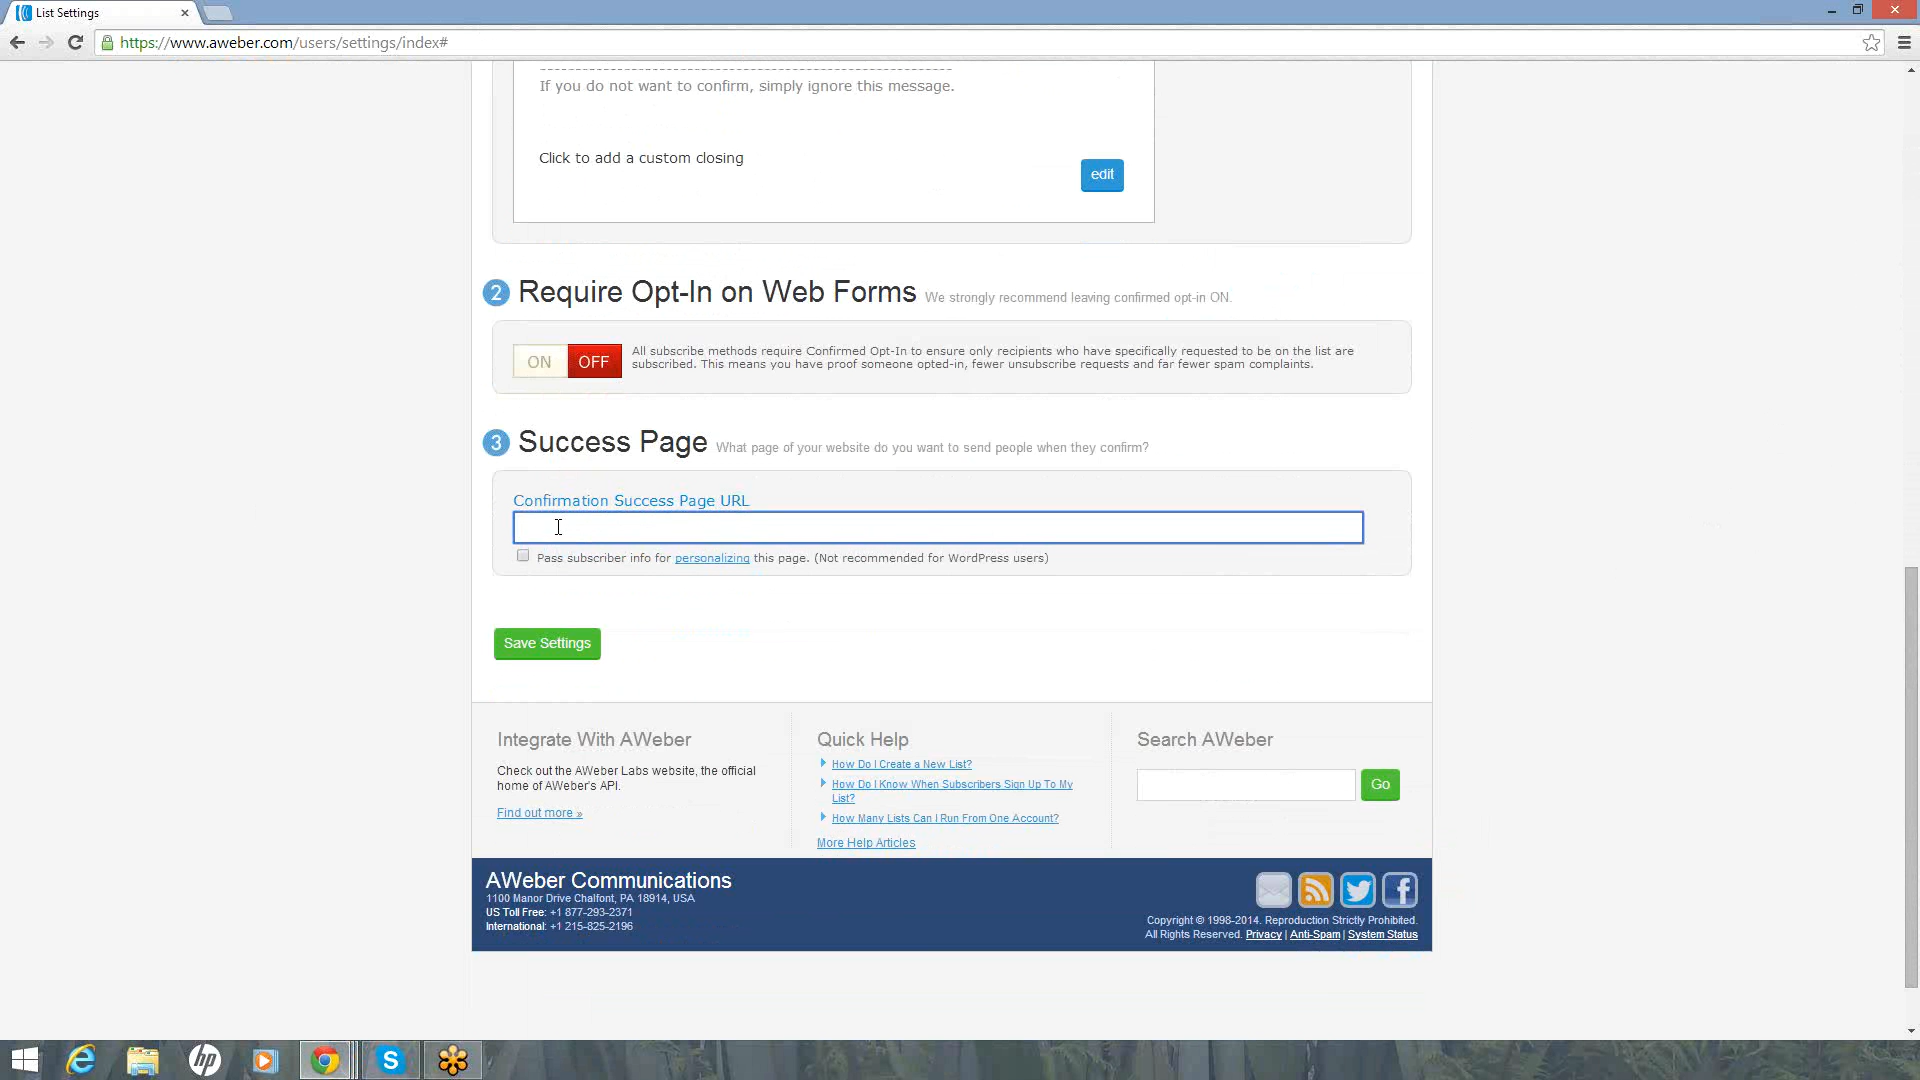 List Settings
https://www.aweber.com/users/settings/index#
If you do not want to confirm, simply ignore this message.
Click to add a custom closing
edit
2 Require Opt-In on Web Forms We strongly recommend leaving confirmed opt-in ON.
ON OFF
All subscribe methods require Confirmed Opt-In to ensure only recipients who have specifically requested to be on the list are
subscribed. This means you have proof someone opted-in, fewer unsubscribe requests and far fewer spam complaints.
3 Success Page What page of your website do you want to send people when they confirm?
Confirmation Success Page URL
Pass subscriber info for personalizing this page. (Not recommended for WordPress users)
Save Settings
Integrate With AWeber
Check out the AWeber Labs website, the official
home of AWeber's API.
Find out more »
Quick Help
How Do I Create a New List?
How Do I Know When Subscribers Sign Up To My
List?
How Many Lists Can I Run From One Account?
More Help Articles
Search AWeber
Go
AWeber Communications
1100 Manor Drive Chalfont, PA 18914, USA
US Toll Free: +1 877-293-2371
International: +1 215-825-2196
Copyright © 1998-2014. Reproduction Strictly Prohibited.
All Rights Reserved. Privacy | Anti-Spam | System Status
hp
S